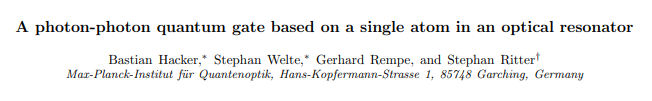 A photon-photon quantum gate based on a single atom in an optical resonator
Bastian Hacker,* Stephan Welte,* Gerhard Rempe, and Stephan Ritter†
Max-Planck-Institut für Quantenoptik, Hans-Kopfermann-Strasse 1, 85748 Garching, Germany